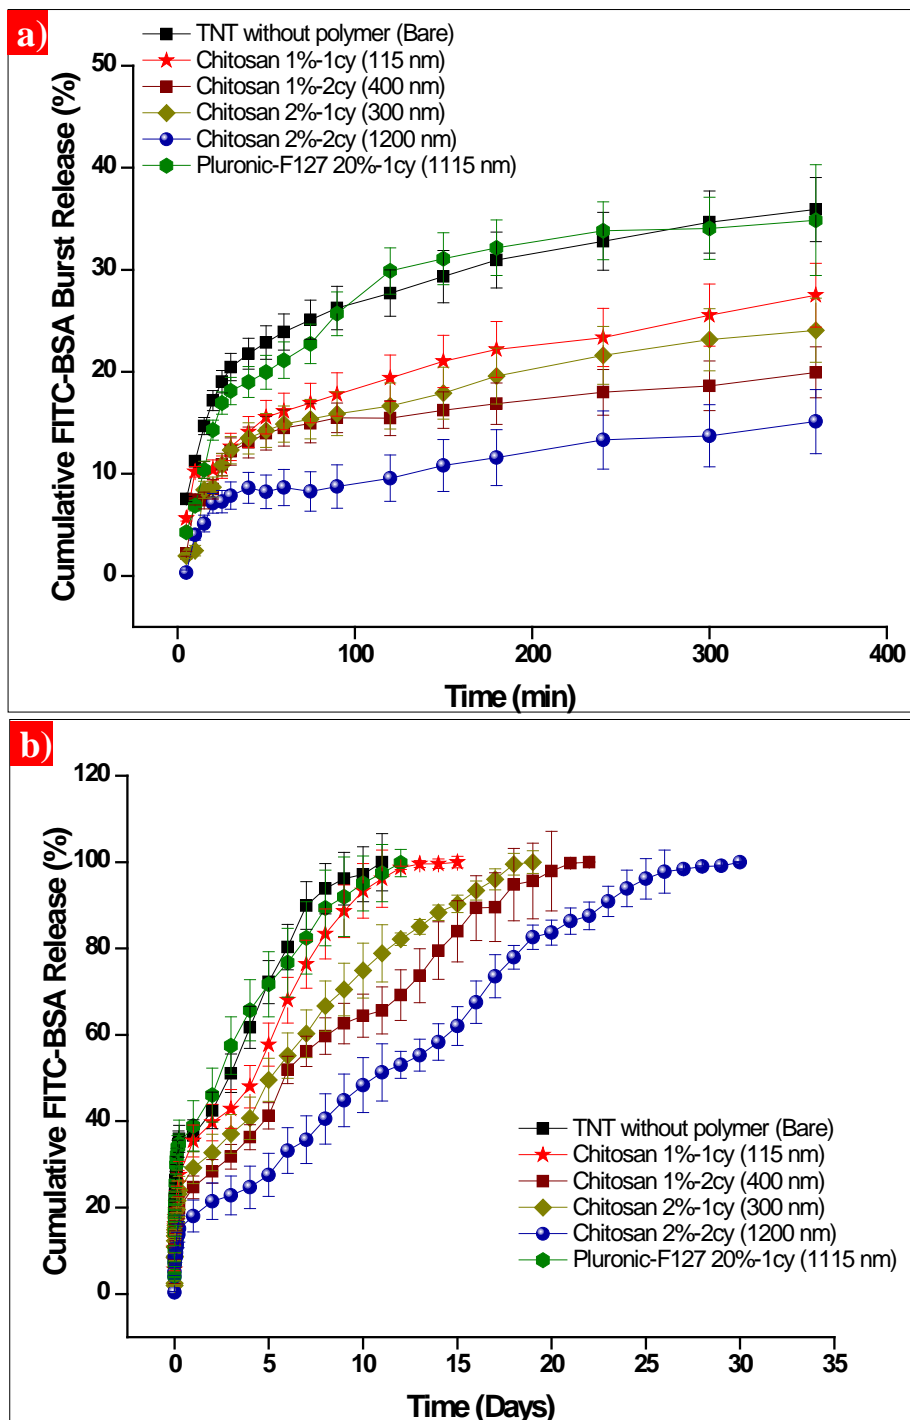 a)
TNT without polymer (Bare)
Chitosan 1%-1cy (115 nm)
Chitosan 1%-2cy (400 nm)
Chitosan 2%-1cy (300 nm)
Chitosan 2%-2cy (1200 nm)
Pluronic-F127 20%-1cy (1115 nm)
Cumulative FITC-BSA Burst Release (%)
50
40
30
20
10
0
0 100 200 300 400
Time (min)
b)
Cumulative FITC-BSA Release (%)
120
100
80
60
40
20
0
TNT without polymer (Bare)
Chitosan 1%-1cy (115 nm)
Chitosan 1%-2cy (400 nm)
Chitosan 2%-1cy (300 nm)
Chitosan 2%-2cy (1200 nm)
Pluronic-F127 20%-1cy (1115 nm)
0 5 10 15 20 25 30 35
Time (Days)